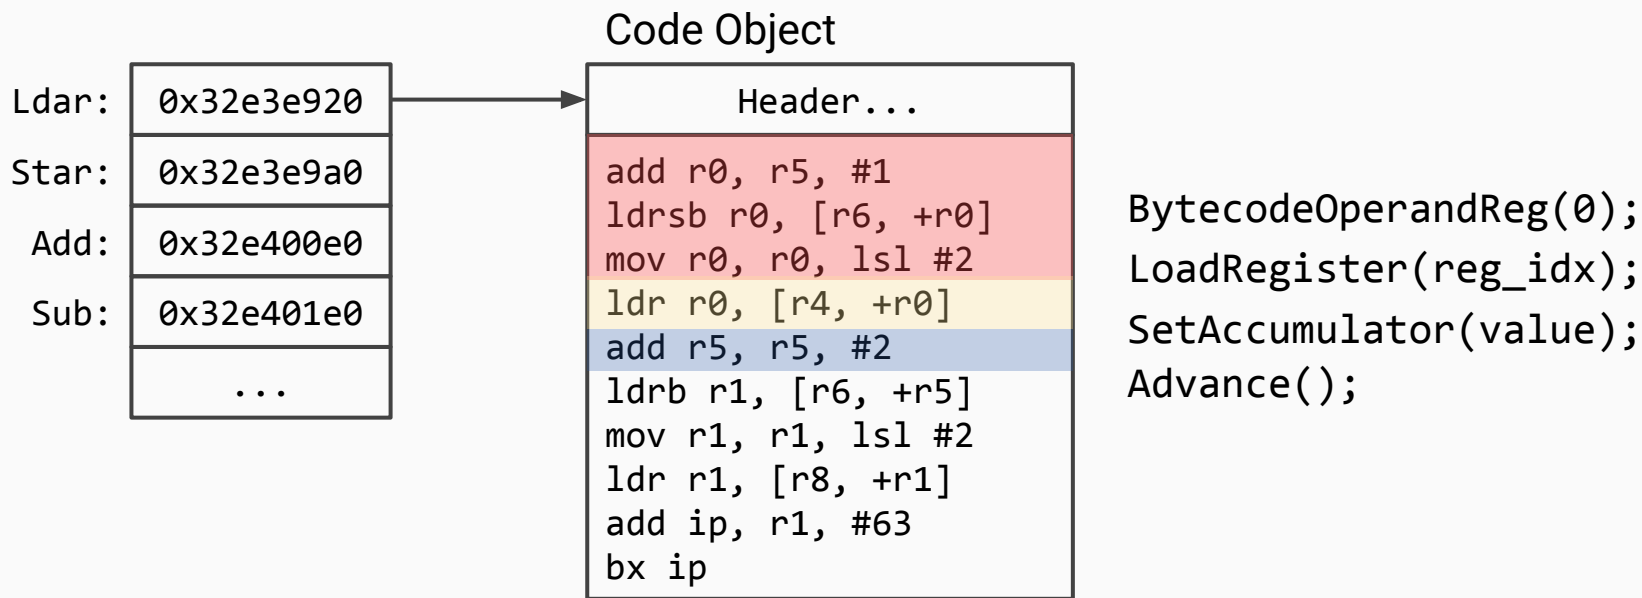 Code Object
Ldar: 0x32e3e920
Star: 0x32e3e9a0
Add: 0x32e400e0
Sub: 0x32e401e0
...
Header...
add r0, r5, #1
ldrsb r0, [r6, +r0]
mov r0, r0, lsl #2
ldr r0, [r4, +r0]
add r5, r5, #2
ldrb r1, [r6, +r5]
mov r1, r1, lsl #2
ldr r1, [r8, +r1]
add ip, r1, #63
bx ip
BytecodeOperandReg(0);
LoadRegister(reg_idx);
SetAccumulator(value);
Advance();